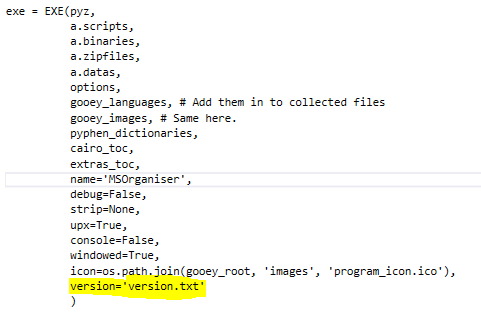 exe = EXE(pyz,
a.scripts,
a.binaries,
a.zipfiles,
a.datas,
options,
gooey_languages, # Add them in to collected files
gooey_images, # Same here.
pyphen_dictionaries,
cairo_toc,
extras_toc,
name='MSOrganiser',
debug=False,
strip=None,
upx=True,
console=False,
windowed=True,
icon=os.path.join(gooey_root, 'images', 'program_icon.ico'),
version='version.txt'
)